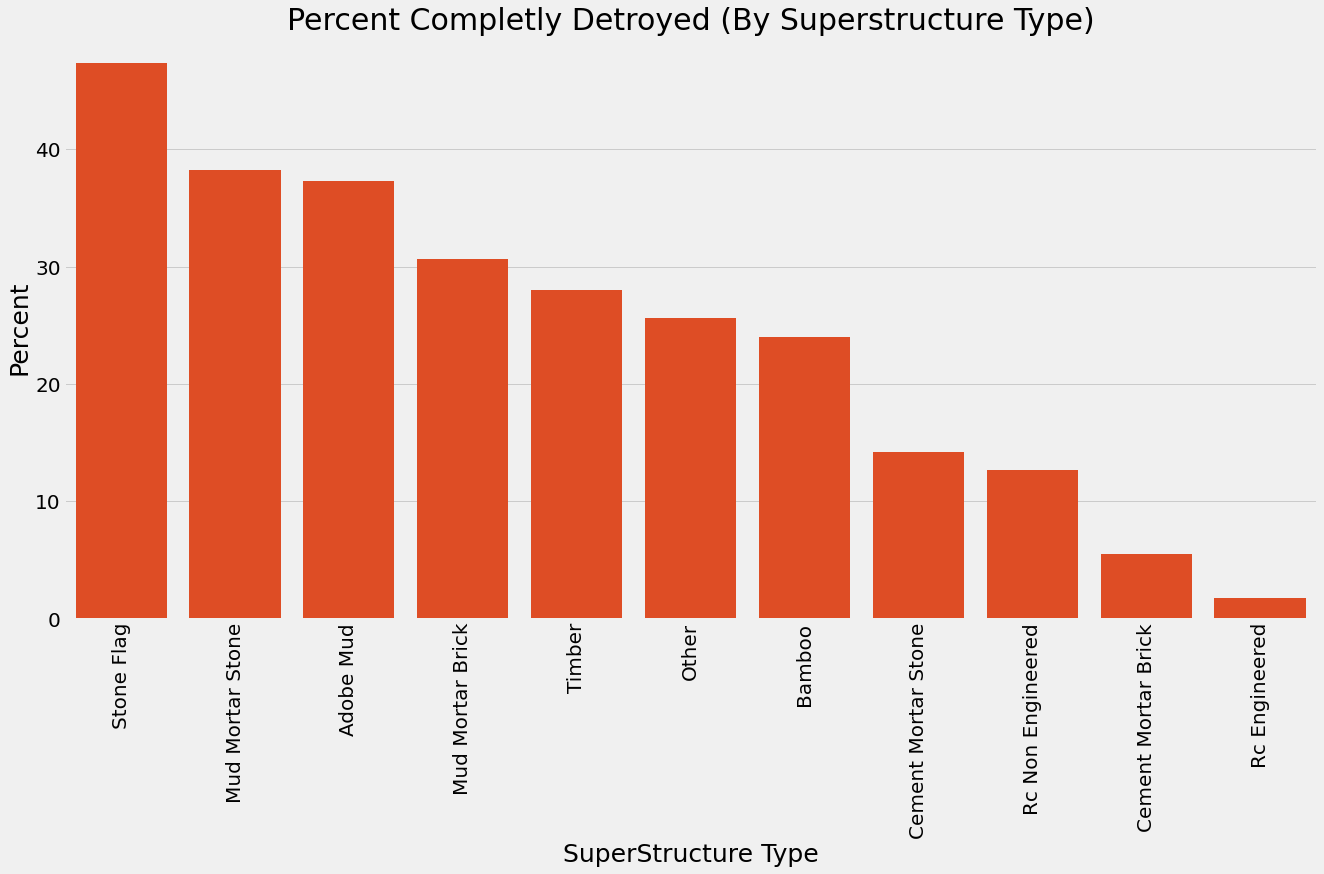 Percent Completly Detroyed (By Superstructure Type)
Percent
40
30
20
10
0
Stone Flag
Mud Mortar Stone
Adobe Mud
Mud Mortar Brick
Timber
Other
Bamboo
Cement Mortar Stone
Rc Non Engineered
Cement Mortar Brick
Rc Engineered
SuperStructure Type